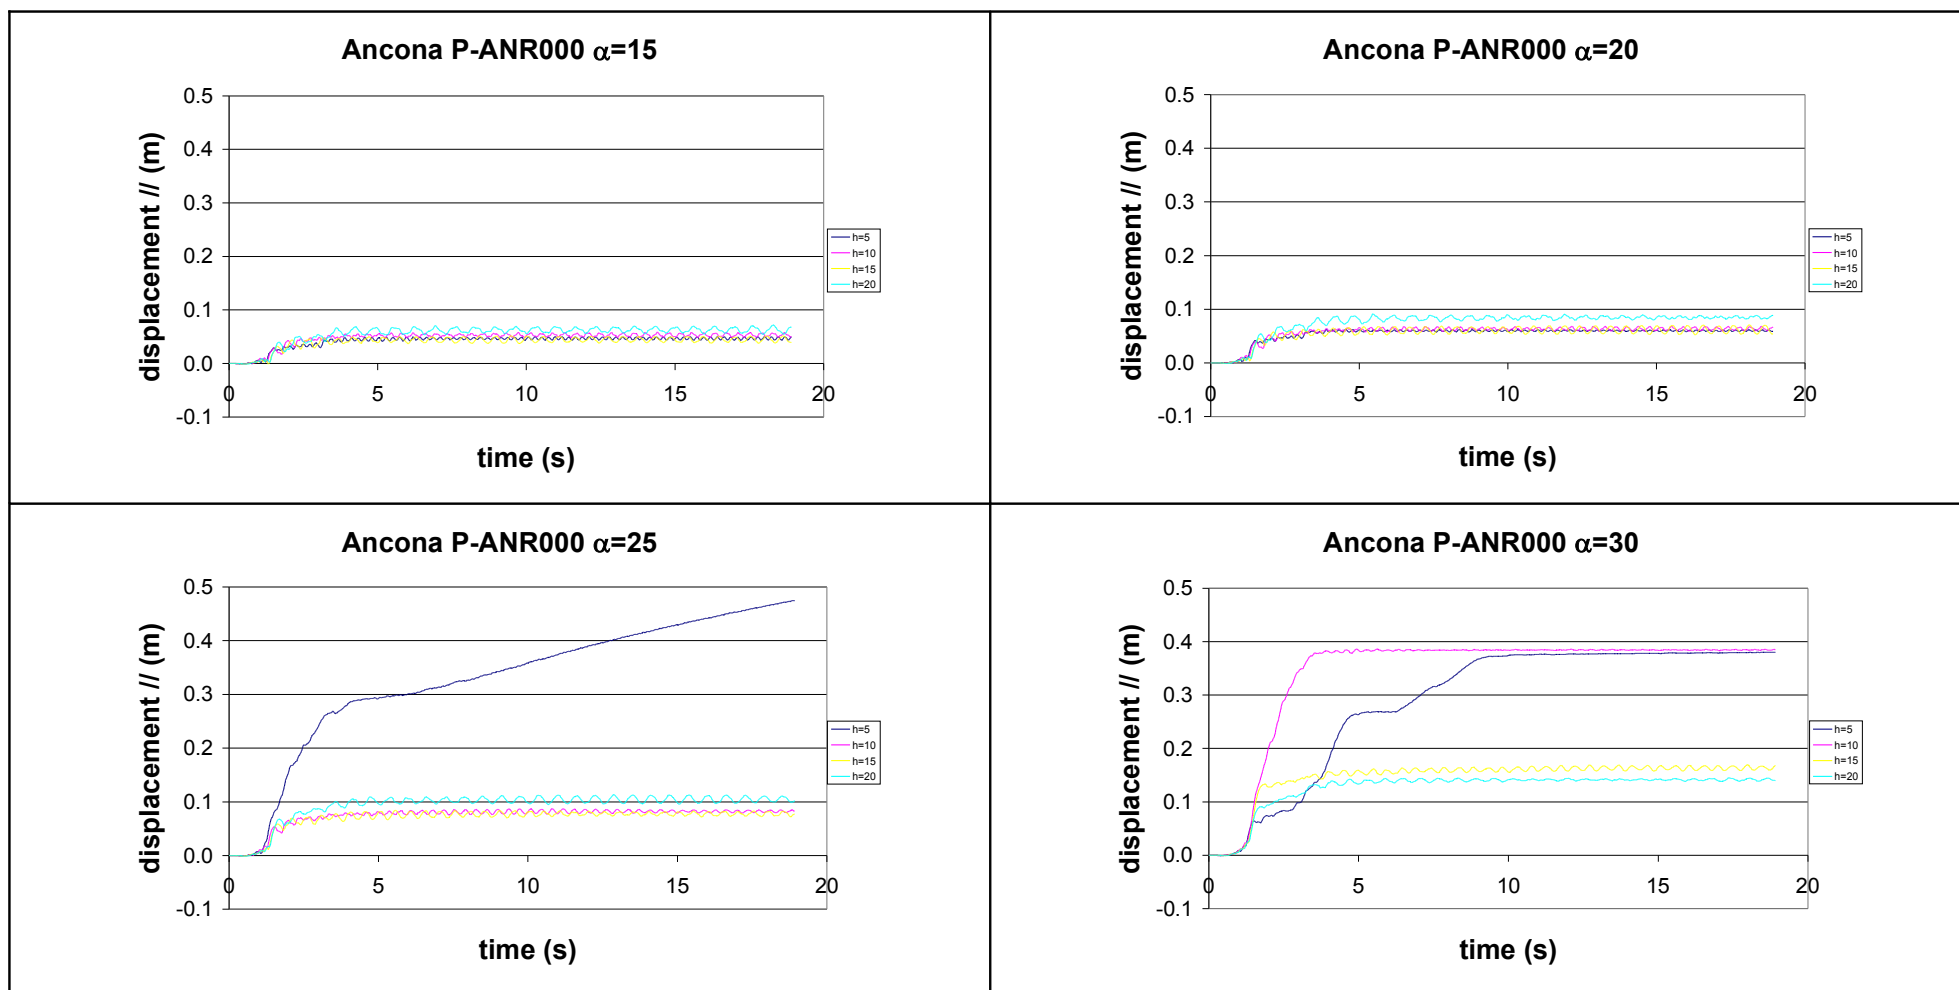 Ancona P-ANR000 α=15
0.5
0.4
0.3
0.2
0.1
0.0
-0.1
0 5 10 15 20
displacement // (m)
time (s)
h=5
h=10
h=15
h=20
Ancona P-ANR000 α=20
0.5
0.4
0.3
0.2
0.1
0.0
-0.1
0 5 10 15 20
displacement // (m)
time (s)
h=5
h=10
h=15
h=20
Ancona P-ANR000 α=25
0.5
0.4
0.3
0.2
0.1
0.0
-0.1
0 5 10 15 20
displacement // (m)
time (s)
h=5
h=10
h=15
h=20
Ancona P-ANR000 α=30
0.5
0.4
0.3
0.2
0.1
0.0
-0.1
0 5 10 15 20
displacement // (m)
time (s)
h=5
h=10
h=15
h=20